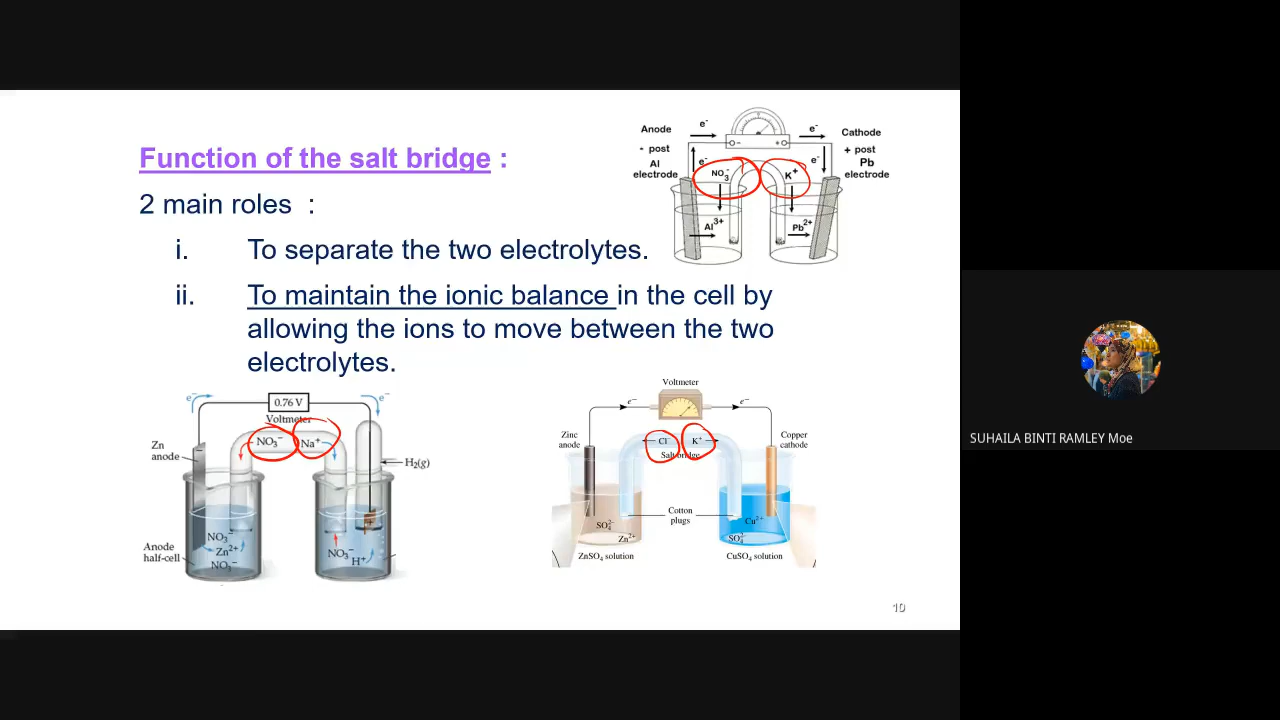 Function of the salt bridge :
2 main roles :
i. To separate the two electrolytes.
ii. To maintain the ionic balance in the cell by
allowing the ions to move between the two
electrolytes.
Anode
- post
Al
electrode
e-
e-
Cathode
+ post
Pb
electrode
e-
e-
NO3-
K+
Al3+
Pb2+
e-
0.76 V
e-
Voltmeter
Zn
anode
NO3-
Na+
H2(g)
Anode
half-cell
NO3-
Zn2+
NO3-
NO3-
H+
Voltmeter
e-
e-
Zinc
anode
Cl-
K+
Salt bridge
Copper
cathode
Cotton
plugs
SO42-
Zn2+
Cu2+
SO42-
ZnSO4 solution
CuSO4 solution
10
SUHAILA BINTI RAMLEY Moe